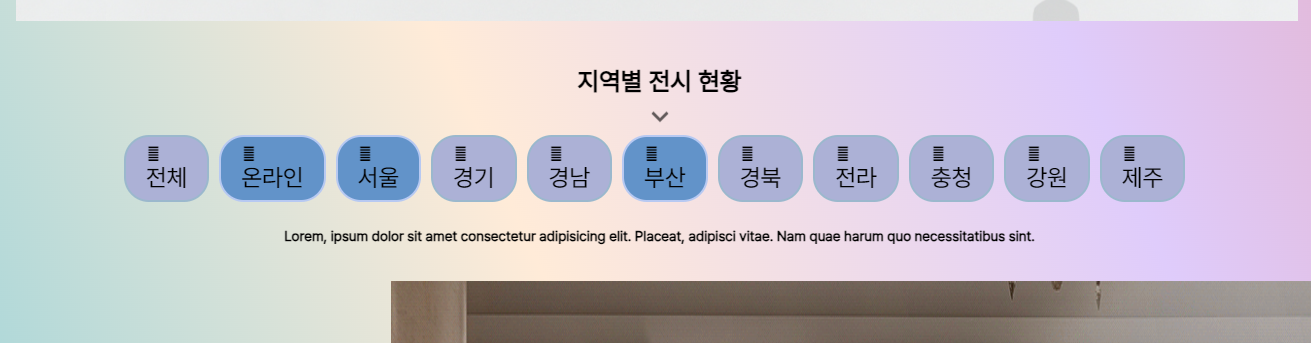 지역별 전시 현황
전체 온라인 서울 경기 경남 부산 경북 전라 충청 강원 제주
Lorem, ipsum dolor sit amet consectetur adipisicing elit. Placeat, adipisci vitae. Nam quae harum quo necessitatibus sint.